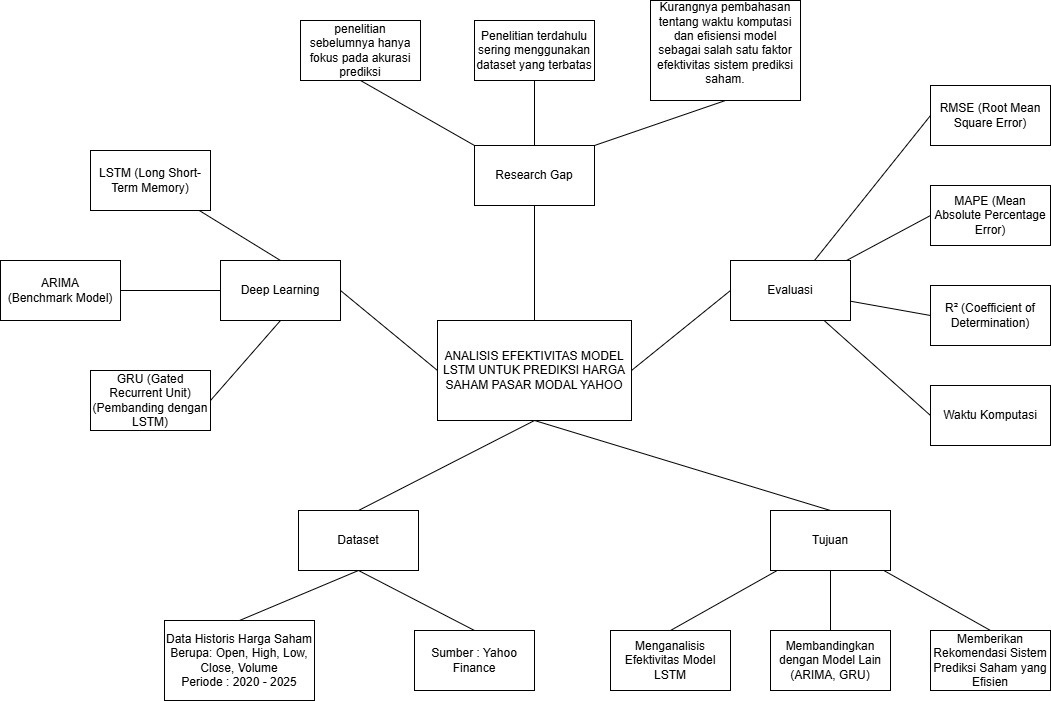 penelitian
sebelumnya hanya
fokus pada akurasi
prediksi
Penelitian terdahulu
sering menggunakan
dataset yang terbatas
Kurangnya pembahasan
tentang waktu komputasi
dan efisiensi model
sebagai salah satu faktor
efektivitas sistem prediksi
saham.
Research Gap
LSTM (Long Short-
Term Memory)
ARIMA
(Benchmark Model)
GRU (Gated
Recurrent Unit)
(Pembanding dengan
LSTM)
Deep Learning
ANALISIS EFEKTIVITAS MODEL
LSTM UNTUK PREDIKSI HARGA
SAHAM PASAR MODAL YAHOO
Evaluasi
RMSE (Root Mean
Square Error)
MAPE (Mean
Absolute Percentage
Error)
R² (Coefficient of
Determination)
Waktu Komputasi
Dataset
Data Historis Harga Saham
Berupa: Open, High, Low,
Close, Volume
Periode : 2020 - 2025
Sumber : Yahoo
Finance
Tujuan
Menganalisis
Efektivitas Model
LSTM
Membandingkan
dengan Model Lain
(ARIMA, GRU)
Memberikan
Rekomendasi Sistem
Prediksi Saham yang
Efisien